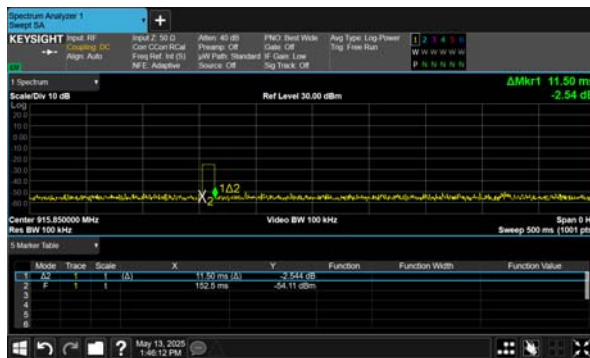 Spectrum Analyzer 1
Swept SA
+
KEYSIGHT Input: RF Input Z: 50 Ω Atten: 40 dB PNO: Best Wide Avg Type: Log-Power 1 2 3 4 5 6
Coupling: DC Corr CCorr RCal Preamp: Off Gate: Off Trig: Free Run W W W W W W
Align: Auto Freq Ref: Int (S) µW Path: Standard IF Gain: Low P N N N N N
NFE: Adaptive Source: Off Sig Track: Off
1 Spectrum ΔMkr1 11.50 ms
Scale/Div 10 dB Ref Level 30.00 dBm -2.54 dB
Log
20.0
10.0
0.00
-10.0
-20.0
-30.0
-40.0
-50.0 X2 1Δ2
-60.0
Center 915.850000 MHz Video BW 100 kHz Span 0 H
Res BW 100 kHz Sweep 500 ms (1001 pts
5 Marker Table
Mode Trace Scale X Y Function Function Width Function Value
1 Δ2 1 t (Δ) 11.50 ms (Δ) -2.544 dB
2 F 1 t 152.5 ms -54.11 dBm
3
4
5
6
? May 13, 2025
1:46:12 PM